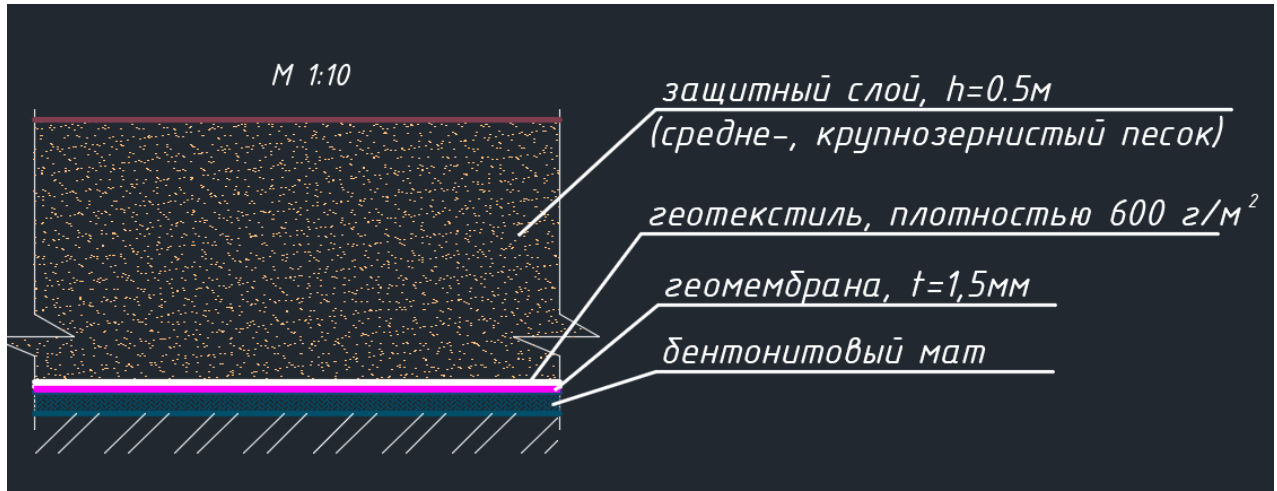 М 1:10
защитный слой, h=0.5м
(средне-, крупнозернистый песок)
геотекстиль, плотностью 600 г/м²
геомембрана, t=1,5мм
бентонитовый мат